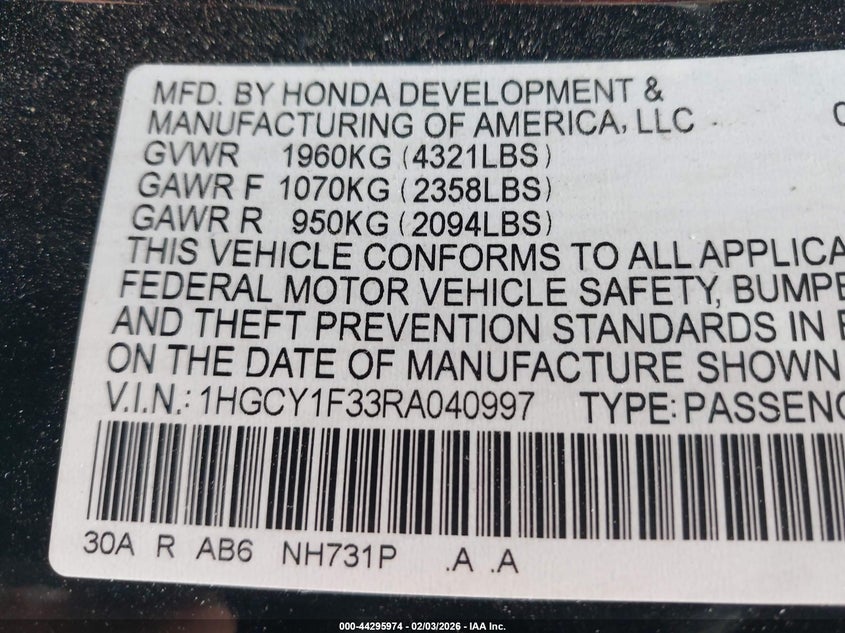 MFD. BY HONDA DEVELOPMENT &
MANUFACTURING OF AMERICA, LLC
GVWR 1960KG (4321LBS)
GAWR F 1070KG (2358LBS)
GAWR R 950KG (2094LBS)
THIS VEHICLE CONFORMS TO ALL APPLICA
FEDERAL MOTOR VEHICLE SAFETY, BUMPE
AND THEFT PREVENTION STANDARDS IN
ON THE DATE OF MANUFACTURE SHOWN
V.I.N.: 1HGCY1F33RA040997 TYPE: PASSENG
30A R AB6 NH731P .A .A
000-44295974 | 02/03/2026 - IAA Inc.